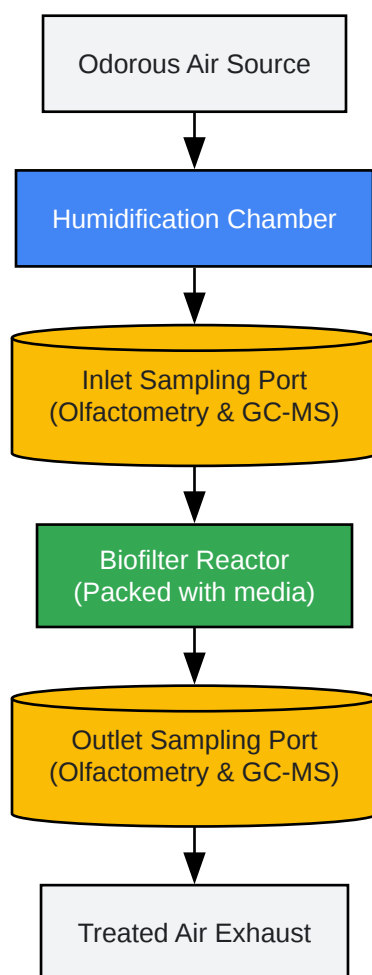 Odorous Air Source
Humidification Chamber
Inlet Sampling Port
(Olfactometry & GC-MS)
Biofilter Reactor
(Packed with media)
Outlet Sampling Port
(Olfactometry & GC-MS)
Treated Air Exhaust